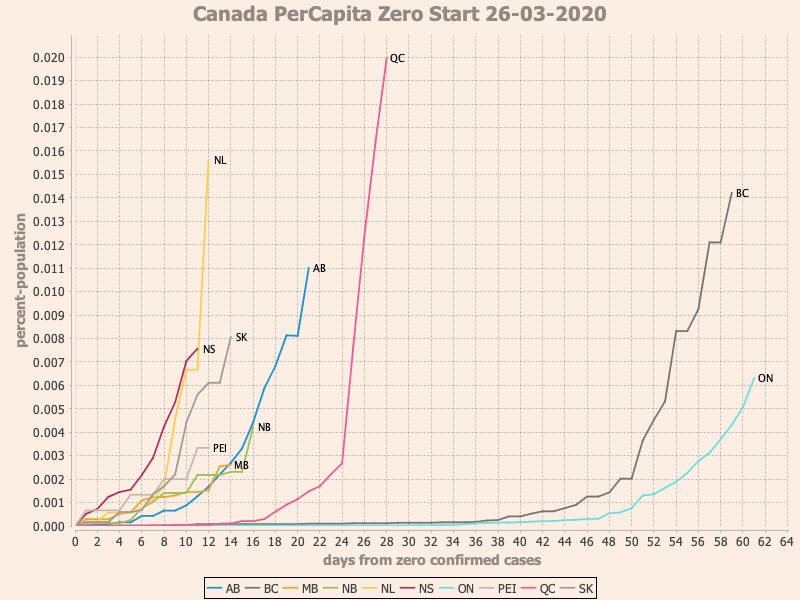 Canada PerCapita Zero Start 26-03-2020
percent-population
0.020
0.019
0.018
0.017
0.016
0.015
0.014
0.013
0.012
0.011
0.010
0.009
0.008
0.007
0.006
0.005
0.004
0.003
0.002
0.001
0.000
QC
NL
BC
AB
NS
SK
ON
NB
PEI
MB
0 2 4 6 8 10 12 14 16 18 20 22 24 26 28 30 32 34 36 38 40 42 44 46 48 50 52 54 56 58 60 62 64
days from zero confirmed cases
AB BC MB NB NL NS ON PEI QC SK